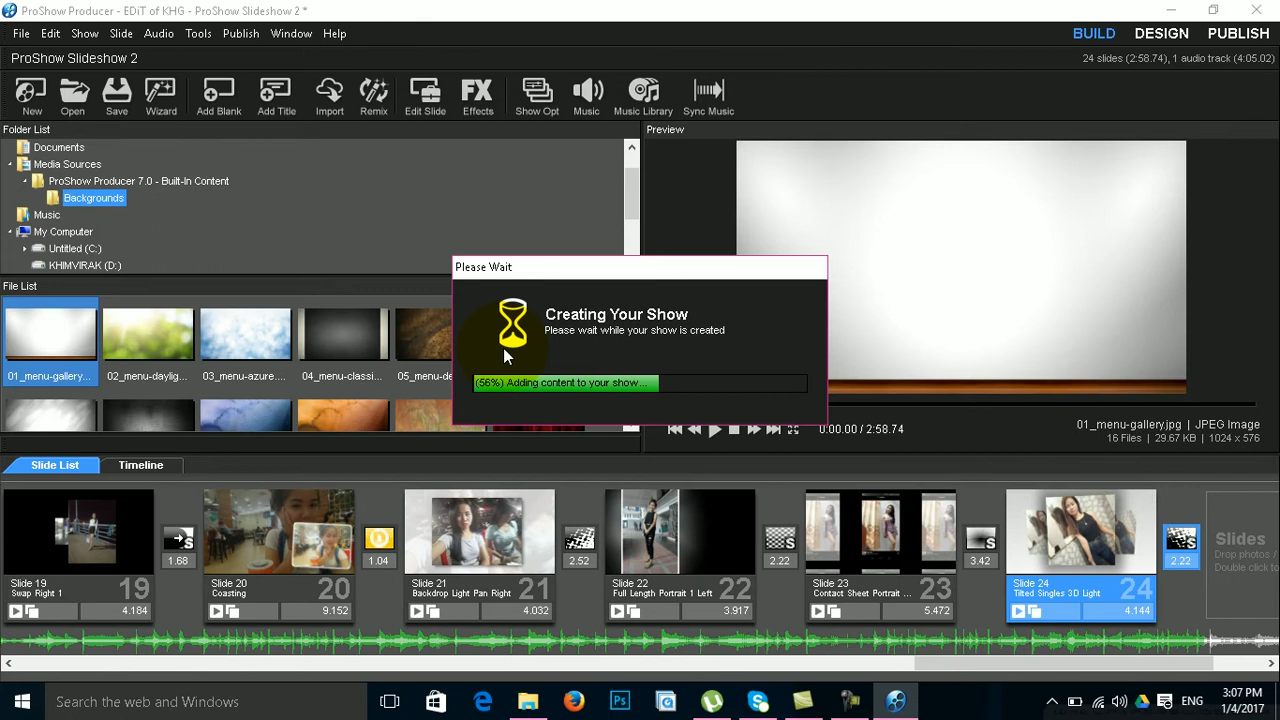 ProShow Producer - EDiT of KHG - ProShow Slideshow 2 *
File Edit Show Slide Audio Tools Publish Window Help
BUILD DESIGN PUBLISH
ProShow Slideshow 2
24 slides (2:58.74), 1 audio track (4:05.02)
New Open Save Wizard Add Blank Add Title Import Remix Edit Slide Effects Show Opt Music Music Library Sync Music
FX
Folder List
Preview
Documents
Media Sources
ProShow Producer 7.0 - Built-In Content
Backgrounds
Music
My Computer
Untitled (C:)
KHIMVIRAK (D:)
File List
01_menu-gallery... 02_menu-daylig... 03_menu-azure... 04_menu-classi... 05_menu-de
Please Wait
Creating Your Show
Please wait while your show is created
(56%) Adding content to your show...
0:00.00 / 2:58.74
01_menu-gallery.jpg | JPEG Image
16 Files | 29.67 KB | 1024 x 576
Slide List Timeline
Slide 19
Swap Right 1
19
4.184
1.68
Slide 20
Coasting
20
9.152
1.04
Slide 21
Backdrop Light Pan Right
21
4.032
2.52
Slide 22
Full Length Portrait 1 Left
22
3.917
2.22
Slide 23
Contact Sheet Portrait ...
23
5.472
3.42
Slide 24
Tilted Singles 3D Light
24
4.144
2.22
Slides
Drop photos /
Double click to
Search the web and Windows
ENG
3:07 PM
1/4/2017